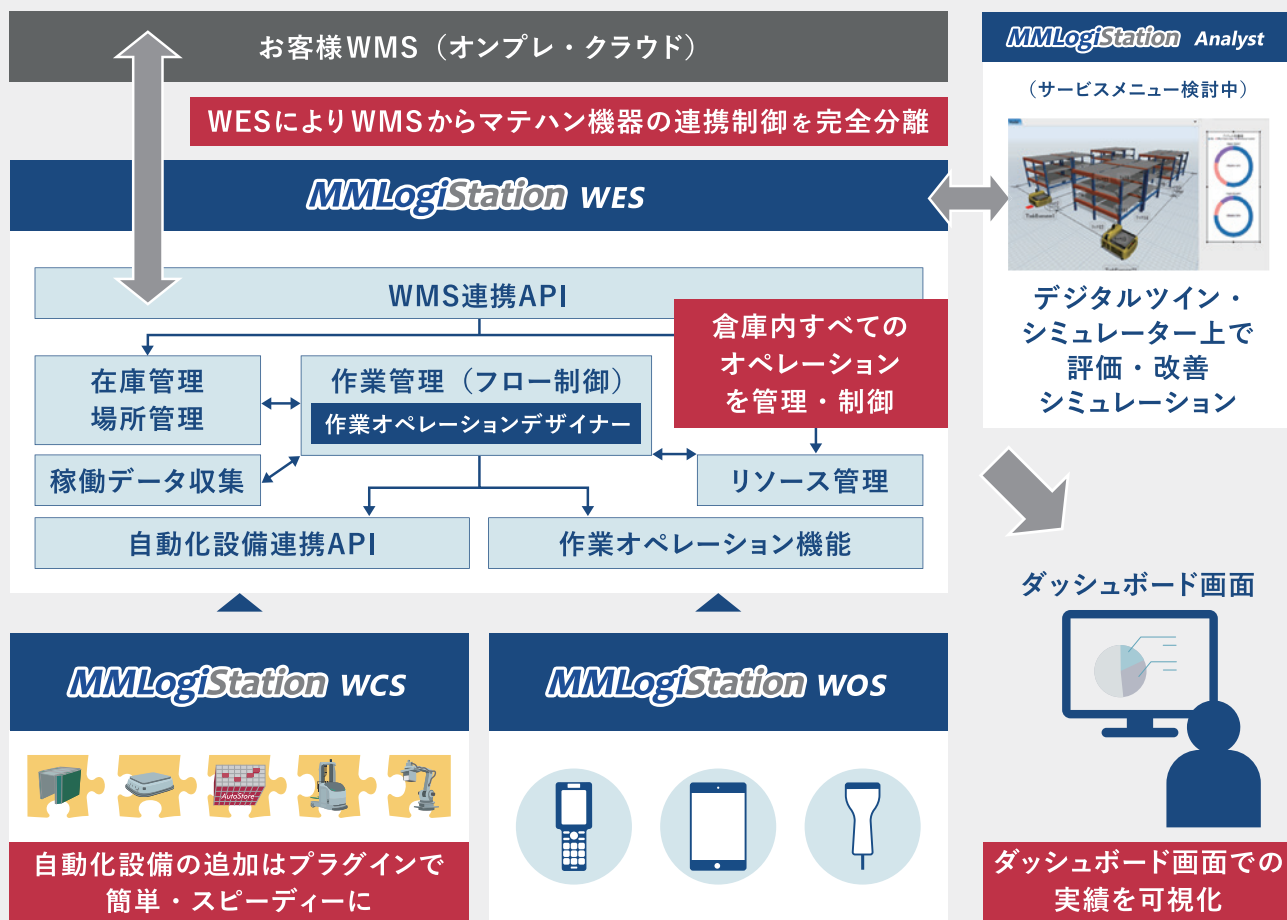 お客様WMS（オンプレ・クラウド）
WESによりWMSからマテハン機器の連携制御を完全分離
MMLogiStation WES
WMS連携API
倉庫内すべての
オペレーション
を管理・制御
在庫管理
場所管理
作業管理（フロー制御）
作業オペレーションデザイナー
稼働データ収集
リソース管理
自動化設備連携API
作業オペレーション機能
MMLogiStation WCS
AutoStore
自動化設備の追加はプラグインで
簡単・スピーディーに
MMLogiStation WOS
MMLogiStation Analyst
（サービスメニュー検討中）
デジタルツイン・
シミュレーター上で
評価・改善
シミュレーション
ダッシュボード画面
ダッシュボード画面での
実績を可視化